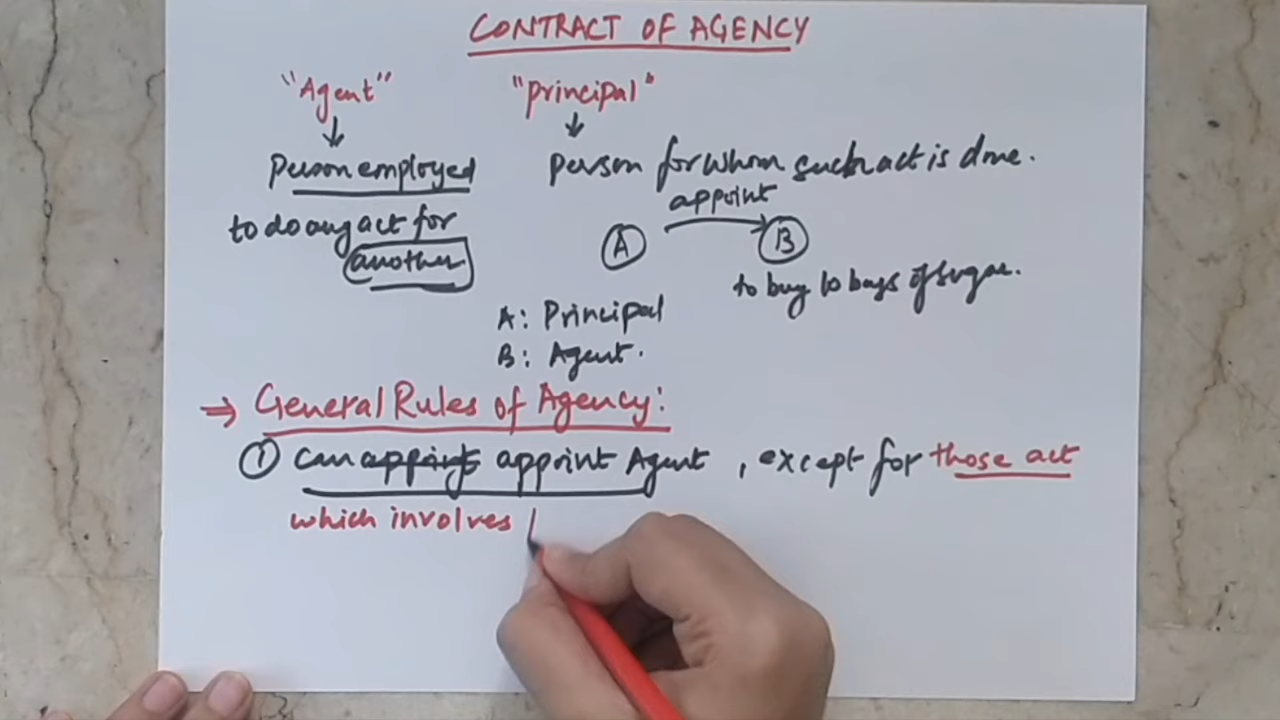 CONTRACT OF AGENCY
"Agent"
"principal"
Person employed
to do any act for
another
person for whom such act is done.
appoint
A
B
to buy 10 bags of sugar.
A: Principal
B: Agent.
⇒ General Rules of Agency:
① can appoint Agent, except for those act
which involves